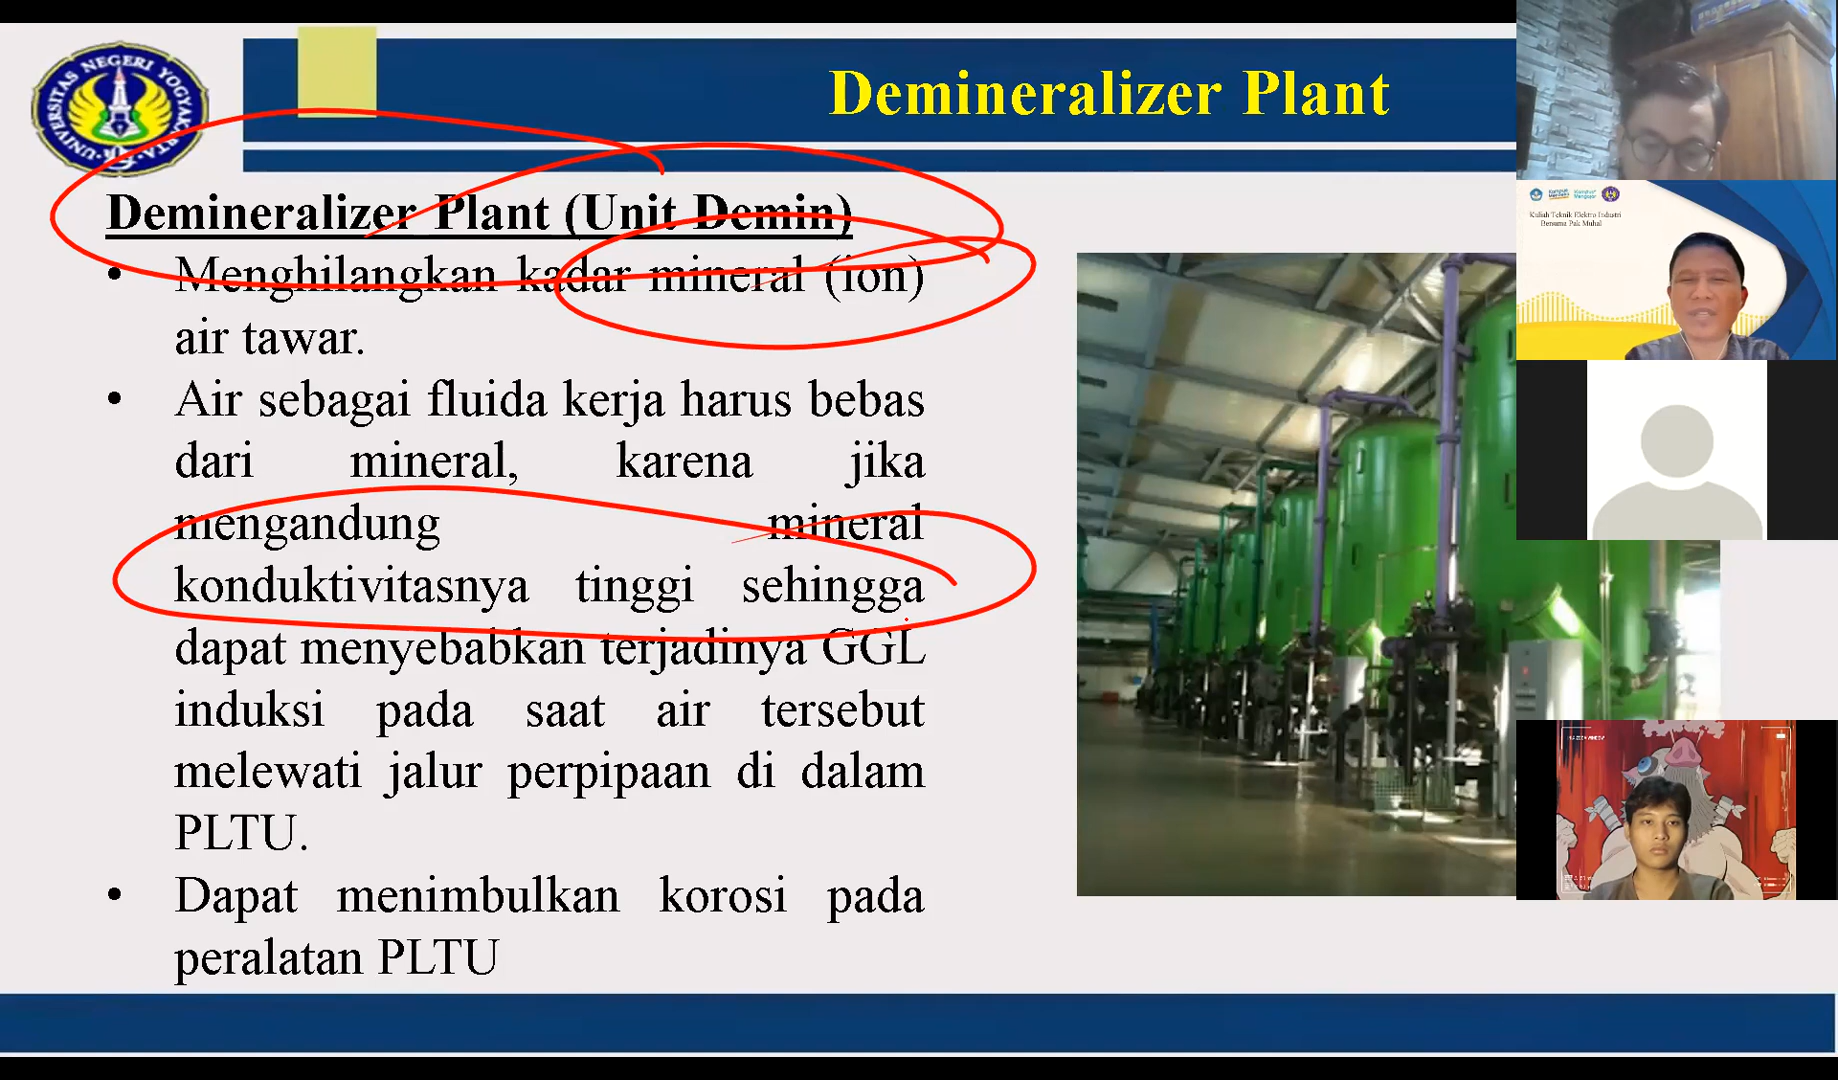 UNIVERSITAS NEGERI YOGYAKARTA
Demineralizer Plant
Demineralizer Plant (Unit Demin)
• Menghilangkan kadar mineral (ion)
air tawar.
• Air sebagai fluida kerja harus bebas
dari mineral, karena jika
mengandung mineral
konduktivitasnya tinggi sehingga
dapat menyebabkan terjadinya GGL
induksi pada saat air tersebut
melewati jalur perpipaan di dalam
PLTU.
• Dapat menimbulkan korosi pada
peralatan PLTU
Kuliah Teknik Elektro Industri
Bersama Pak Muhal